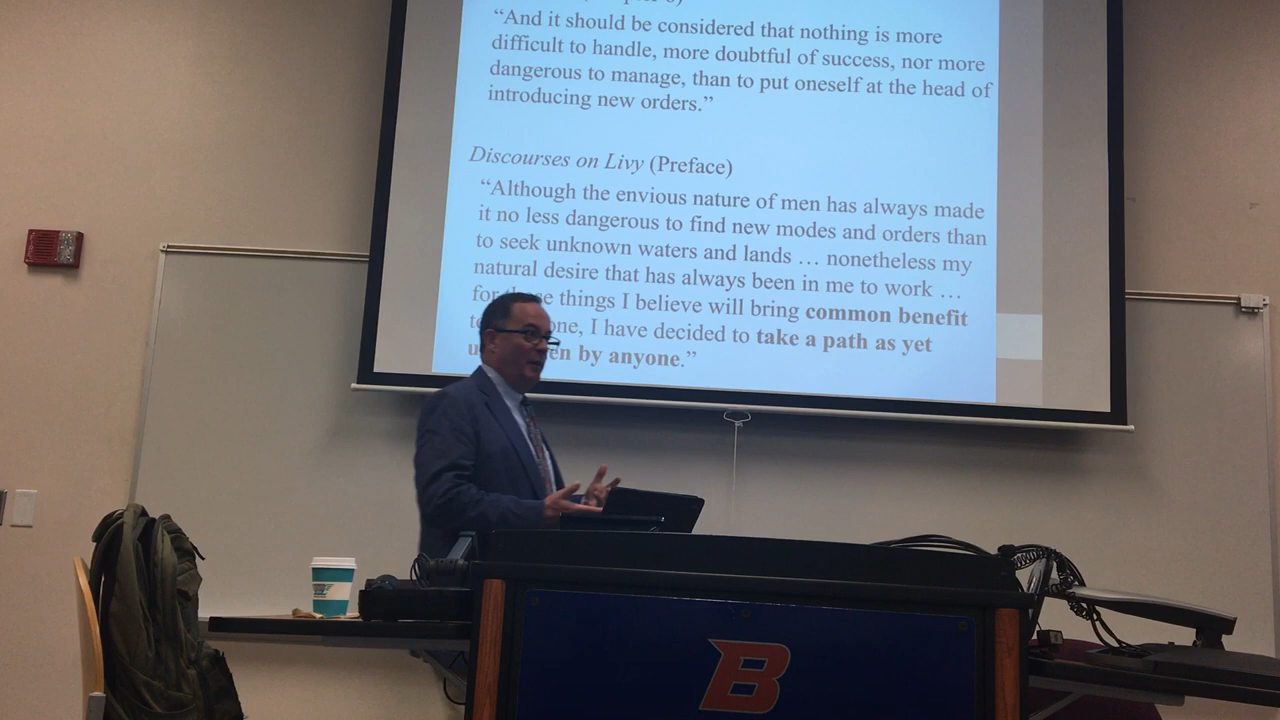 “And it should be considered that nothing is more
difficult to handle, more doubtful of success, nor more
dangerous to manage, than to put oneself at the head of
introducing new orders.”
Discourses on Livy (Preface)
“Although the envious nature of men has always made
it no less dangerous to find new modes and orders than
to seek unknown waters and lands … nonetheless my
natural desire that has always been in me to work …
things I believe will bring common benefit
I have decided to take a path as yet
by anyone.”
B